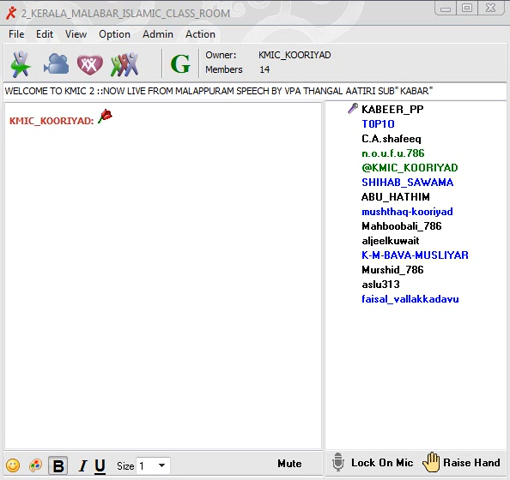 2_KERALA_MALABAR_ISLAMIC_CLASS_ROOM
File Edit View Option Admin Action
G
Owner: KMIC_KOORIYAD
Members 14
WELCOME TO KMIC 2 ::NOW LIVE FROM MALAPPURAM SPEECH BY VPA THANGAL AATIRI SUB" KABAR"
KMIC_KOORIYAD:
KABEER_PP
T0P10
C.A.shafeeq
n.o.u.f.u.786
@KMIC_KOORIYAD
SHIHAB_SAWAMA
ABU_HATHIM
mushthaq-kooriyad
Mahboobali_786
aljeelkuwait
K-M-BAVA-MUSLIYAR
Murshid_786
aslu313
faisal_vallakkadavu
B I U Size 1 Mute Lock On Mic Raise Hand